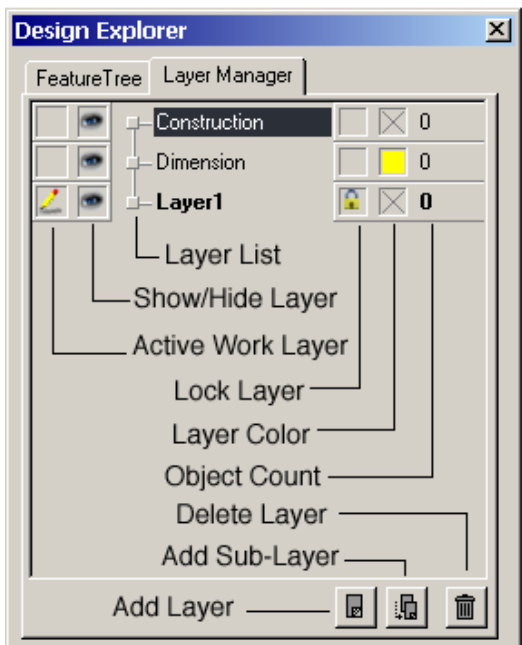 Design Explorer
FeatureTree Layer Manager
Construction 0
Dimension 0
Layer1 0
Layer List
Show/Hide Layer
Active Work Layer
Lock Layer
Layer Color
Object Count
Delete Layer
Add Sub-Layer
Add Layer